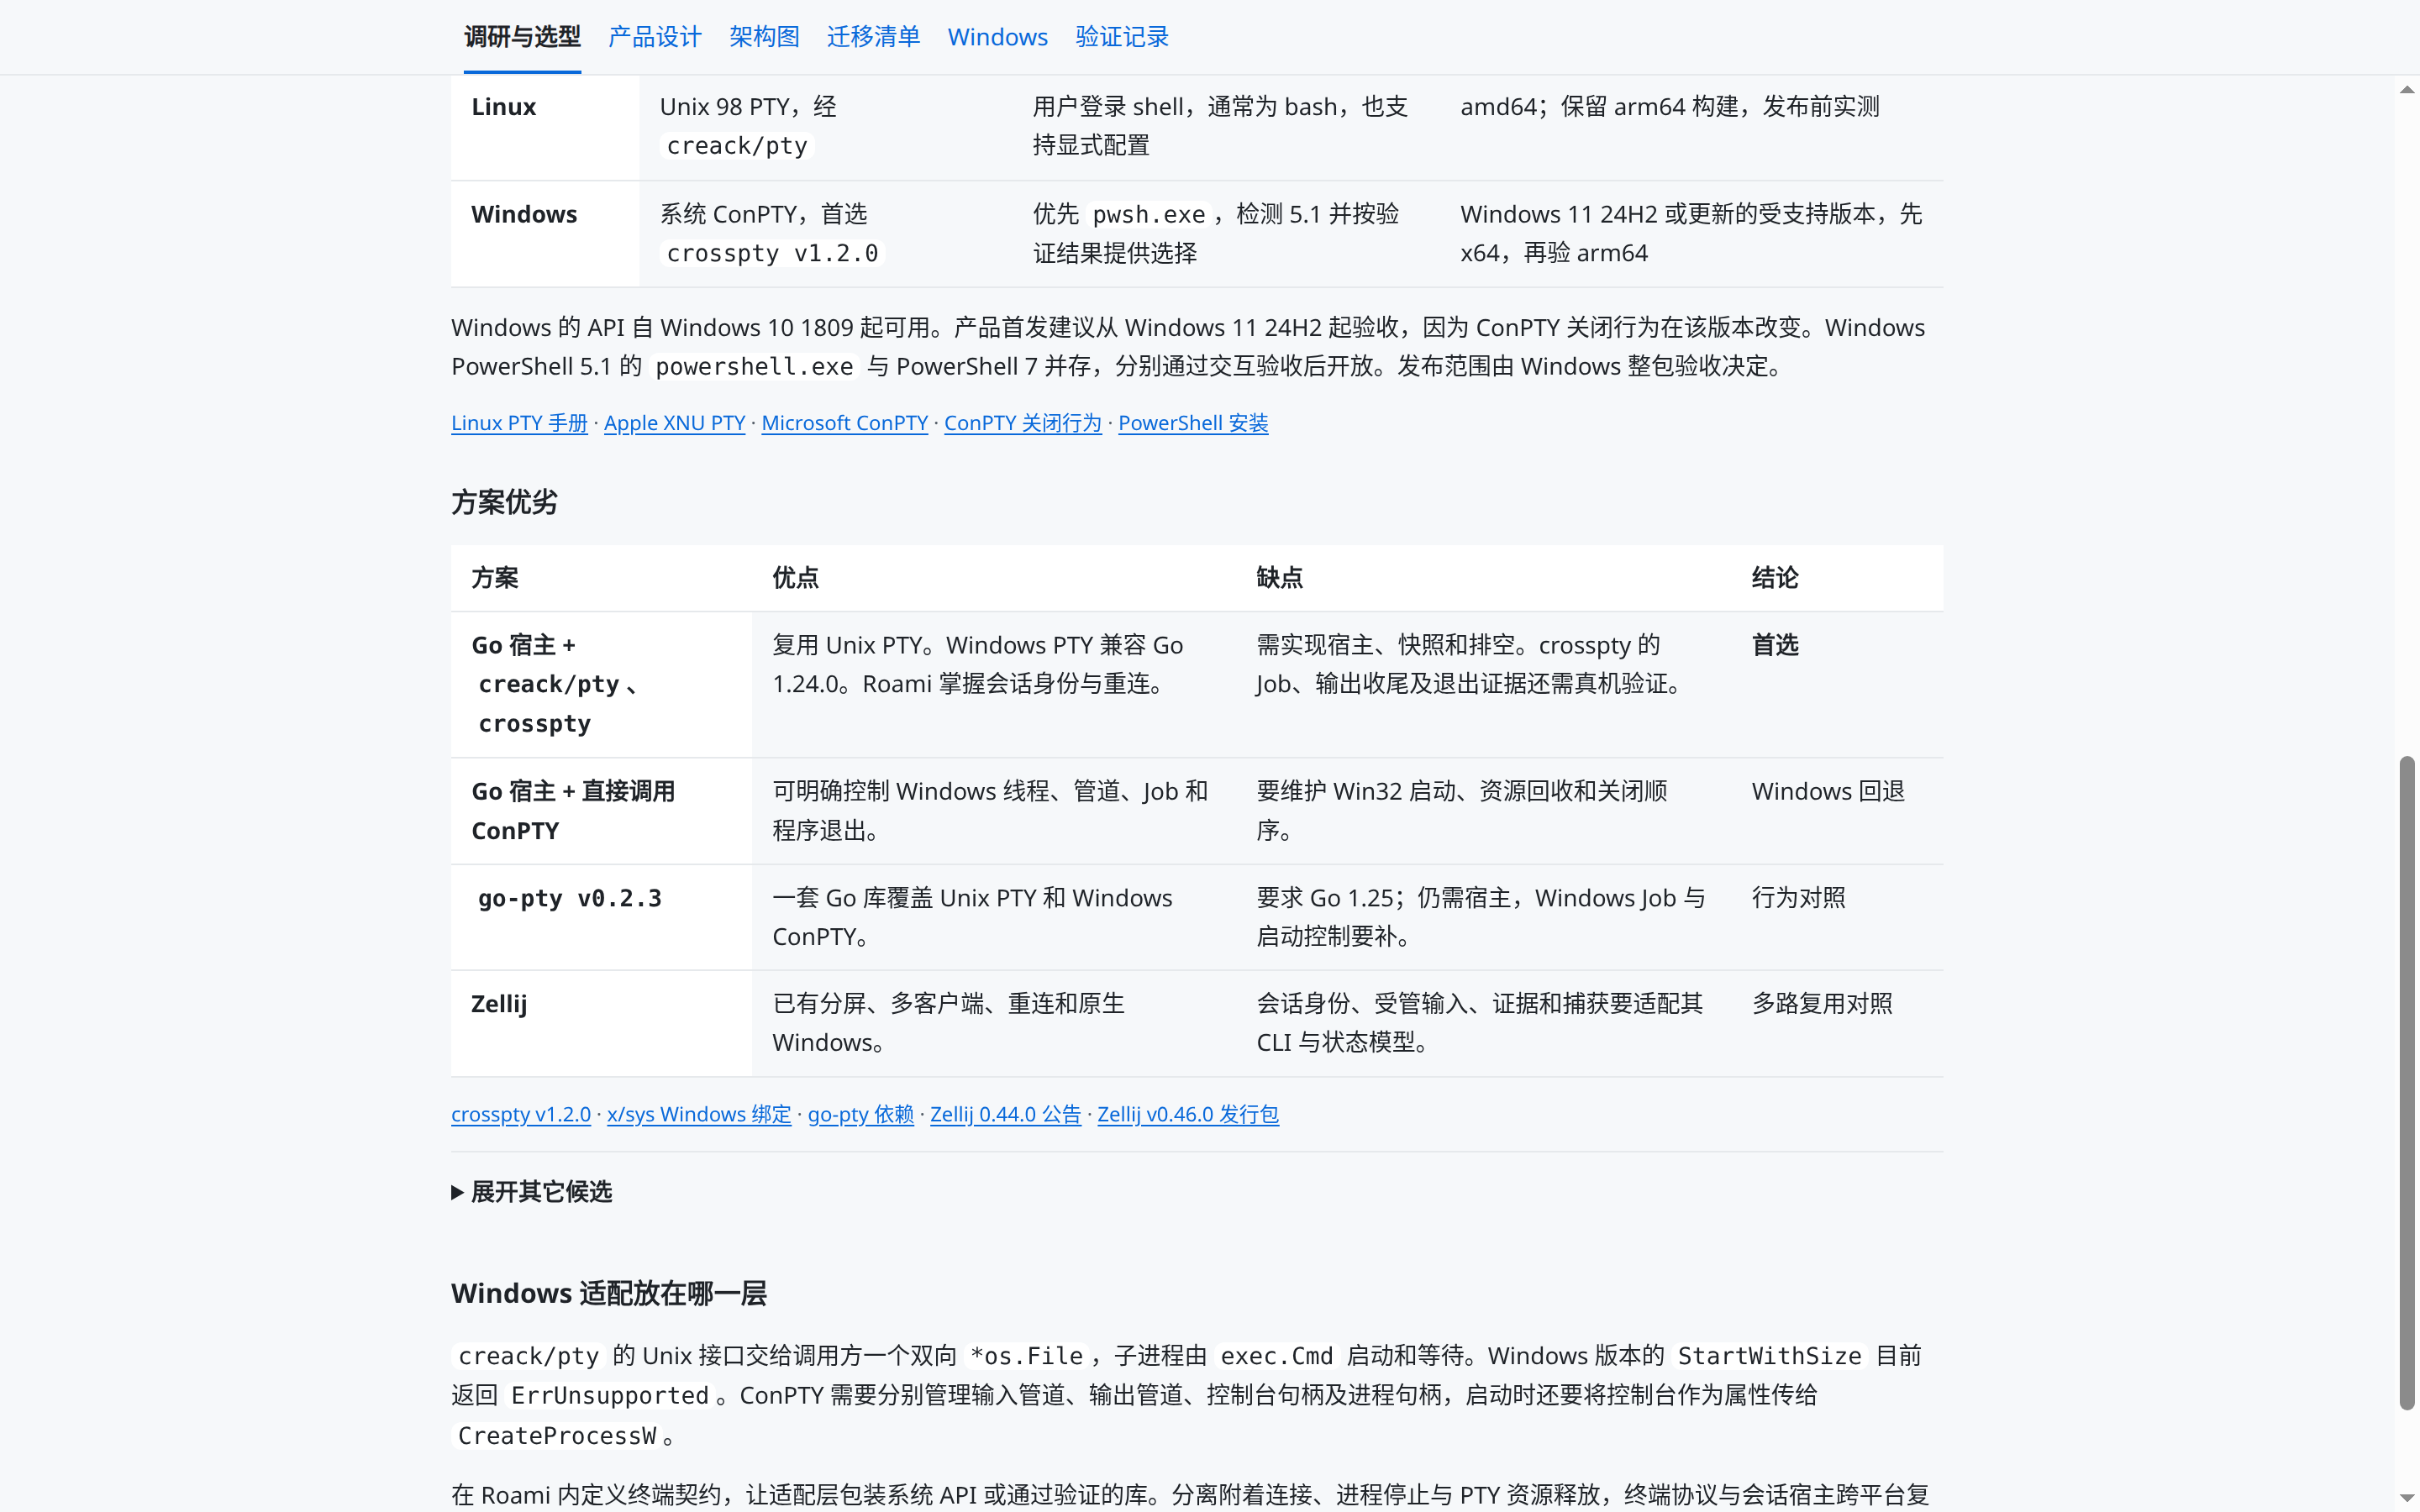 调研与选型 产品设计 架构图 迁移清单 Windows 验证记录
Linux
Unix 98 PTY，经
creack/pty
用户登录 shell，通常为 bash，也支
持显式配置
amd64；保留 arm64 构建，发布前实测
Windows
系统 ConPTY，首选
crosspty v1.2.0
优先 pwsh.exe，检测 5.1 并按验
证结果提供选择
Windows 11 24H2 或更新的受支持版本，先
x64，再验 arm64
Windows 的 API 自 Windows 10 1809 起可用。产品首发建议从 Windows 11 24H2 起验收，因为 ConPTY 关闭行为在该版本改变。Windows
PowerShell 5.1 的 powershell.exe 与 PowerShell 7 并存，分别通过交互验收后开放。发布范围由 Windows 整包验收决定。
Linux PTY 手册 · Apple XNU PTY · Microsoft ConPTY · ConPTY 关闭行为 · PowerShell 安装
方案优劣
方案 优点 缺点 结论
Go 宿主 +
creack/pty、
crosspty
复用 Unix PTY。Windows PTY 兼容 Go
1.24.0。Roami 掌握会话身份与重连。
需实现宿主、快照和排空。crosspty 的
Job、输出收尾及退出证据还需真机验证。
首选
Go 宿主 + 直接调用
ConPTY
可明确控制 Windows 线程、管道、Job 和
程序退出。
要维护 Win32 启动、资源回收和关闭顺
序。
Windows 回退
go-pty v0.2.3
一套 Go 库覆盖 Unix PTY 和 Windows
ConPTY。
要求 Go 1.25；仍需宿主，Windows Job 与
启动控制要补。
行为对照
Zellij
已有分屏、多客户端、重连和原生
Windows。
会话身份、受管输入、证据和捕获要适配其
CLI 与状态模型。
多路复用对照
crosspty v1.2.0 · x/sys Windows 绑定 · go-pty 依赖 · Zellij 0.44.0 公告 · Zellij v0.46.0 发行包
▶ 展开其它候选
Windows 适配放在哪一层
creack/pty 的 Unix 接口交给调用方一个双向 *os.File，子进程由 exec.Cmd 启动和等待。Windows 版本的 StartWithSize 目前
返回 ErrUnsupported。ConPTY 需要分别管理输入管道、输出管道、控制台句柄及进程句柄，启动时还要将控制台作为属性传给
CreateProcessW。
在 Roami 内定义终端契约，让适配层包装系统 API 或通过验证的库。分离附着连接、进程停止与 PTY 资源释放，终端协议与会话宿主跨平台复